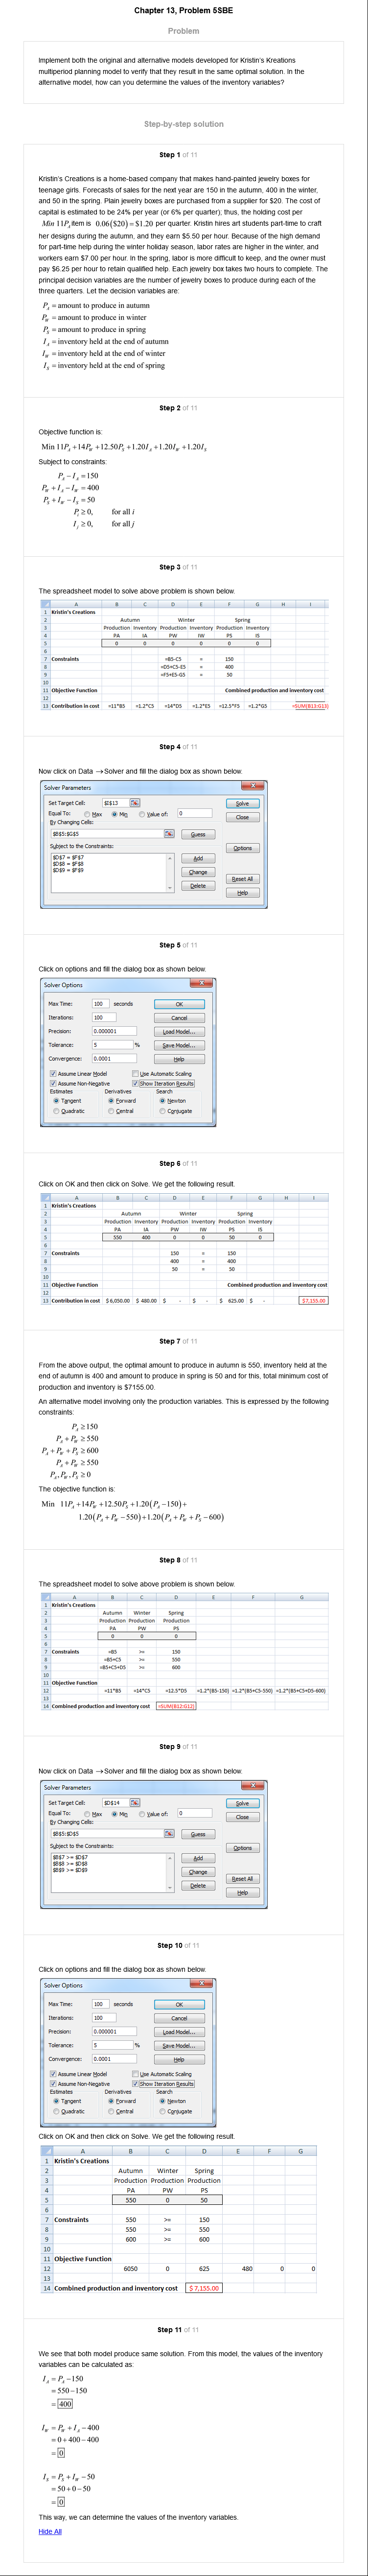 Chapter 13, Problem 5SBE
Problem
Implement both the original and alternative models developed for Kristin's Kreations
multiperiod planning model to verify that they result in the same optimal solution. In the
alternative model, how can you determine the values of the inventory variables?
Step-by-step solution
Step 1 of 11
Kristin's Creations is a home-based company that makes hand-painted jewelry boxes for
teenage girls. Forecasts of sales for the next year are 150 in the autumn, 400 in the winter,
and 50 in the spring. Plain jewelry boxes are purchased from a supplier for $20. The cost of
capital is estimated to be 24% per year (or 6% per quarter); thus, the holding cost per
Min 11P_A item is 0.06($20)=$1.20 per quarter. Kristin hires art students part-time to craft
her designs during the autumn, and they earn $5.50 per hour. Because of the high demand
for part-time help during the winter holiday season, labor rates are higher in the winter, and
workers earn $7.00 per hour. In the spring, labor is more difficult to keep, and the owner must
pay $6.25 per hour to retain qualified help. Each jewelry box takes two hours to complete. The
principal decision variables are the number of jewelry boxes to produce during each of the
three quarters. Let the decision variables are:
P_A = amount to produce in autumn
P_W = amount to produce in winter
P_S = amount to produce in spring
I_A = inventory held at the end of autumn
I_W = inventory held at the end of winter
I_S = inventory held at the end of spring
Step 2 of 11
Objective function is:
Min 11P_A +14P_W +12.50P_S +1.20I_A +1.20I_W +1.20I_S
Subject to constraints:
P_A − I_A =150
P_W + I_A − I_W = 400
P_S + I_W − I_S = 50
P_i ≥ 0, for all i
I_j ≥ 0, for all j
Step 3 of 11
The spreadsheet model to solve above problem is shown below.
A B C D E F G H I
1 Kristin's Creations
2 Autumn Winter Spring
3 Production Inventory Production Inventory Production Inventory
4 PA IA PW IW PS IS
5 0 0 0 0 0 0
6
7 Constraints =B5-C5 = 150
8 =D5+C5-E5 = 400
9 =F5+E5-G5 = 50
10
11 Objective Function Combined production and inventory cost
12
13 Contribution in cost =11*B5 =1.2*C5 =14*D5 =1.2*E5 =12.5*F5 =1.2*G5 =SUM(B13:G13)
Step 4 of 11
Now click on Data → Solver and fill the dialog box as shown below.
Solver Parameters
Set Target Cell: $I$13 Solve
Equal To: Max Min Value of: 0 Close
By Changing Cells:
$B$5:$G$5 Guess
Subject to the Constraints: Options
$D$7 = $F$7 Add
$D$8 = $F$8 Change
$D$9 = $F$9 Reset All
Delete
Help
Step 5 of 11
Click on options and fill the dialog box as shown below.
Solver Options
Max Time: 100 seconds OK
Iterations: 100 Cancel
Precision: 0.000001 Load Model...
Tolerance: 5 % Save Model...
Convergence: 0.0001 Help
Assume Linear Model Use Automatic Scaling
Assume Non-Negative Show Iteration Results
Estimates Derivatives Search
Tangent Forward Newton
Quadratic Central Conjugate
Step 6 of 11
Click on OK and then click on Solve. We get the following result.
A B C D E F G H I
1 Kristin's Creations
2 Autumn Winter Spring
3 Production Inventory Production Inventory Production Inventory
4 PA IA PW IW PS IS
5 550 400 0 0 50 0
6
7 Constraints 150 = 150
8 400 = 400
9 50 = 50
10
11 Objective Function Combined production and inventory cost
12
13 Contribution in cost $ 6,050.00 $ 480.00 $ - $ - $ 625.00 $ - $7,155.00
Step 7 of 11
From the above output, the optimal amount to produce in autumn is 550, inventory held at the
end of autumn is 400 and amount to produce in spring is 50 and for this, total minimum cost of
production and inventory is $7155.00.
An alternative model involving only the production variables. This is expressed by the following
constraints:
P_A ≥ 150
P_A + P_W ≥ 550
P_A + P_W + P_S ≥ 600
P_A + P_W ≥ 550
P_A, P_W, P_S ≥ 0
The objective function is:
Min 11P_A +14P_W +12.50P_S +1.20(P_A −150)+
1.20(P_A + P_W −550)+1.20(P_A + P_W + P_S −600)
Step 8 of 11
The spreadsheet model to solve above problem is shown below.
A B C D E F G
1 Kristin's Creations
2 Autumn Winter Spring
3 Production Production Production
4 PA PW PS
5 0 0 0
6
7 Constraints =B5 >= 150
8 =B5+C5 >= 550
9 =B5+C5+D5 >= 600
10
11 Objective Function
12 =11*B5 =14*C5 =12.5*D5 =1.2*(B5-150) =1.2*(B5+C5-550) =1.2*(B5+C5+D5-600)
13
14 Combined production and inventory cost =SUM(B12:G12)
Step 9 of 11
Now click on Data → Solver and fill the dialog box as shown below.
Solver Parameters
Set Target Cell: $D$14 Solve
Equal To: Max Min Value of: 0 Close
By Changing Cells:
$B$5:$D$5 Guess
Subject to the Constraints: Options
$B$7 >= $D$7 Add
$B$8 >= $D$8 Change
$B$9 >= $D$9 Reset All
Delete
Help
Step 10 of 11
Click on options and fill the dialog box as shown below.
Solver Options
Max Time: 100 seconds OK
Iterations: 100 Cancel
Precision: 0.000001 Load Model...
Tolerance: 5 % Save Model...
Convergence: 0.0001 Help
Assume Linear Model Use Automatic Scaling
Assume Non-Negative Show Iteration Results
Estimates Derivatives Search
Tangent Forward Newton
Quadratic Central Conjugate
Click on OK and then click on Solve. We get the following result.
A B C D E F G
1 Kristin's Creations
2 Autumn Winter Spring
3 Production Production Production
4 PA PW PS
5 550 0 50
6
7 Constraints 550 >= 150
8 550 >= 550
9 600 >= 600
10
11 Objective Function
12 6050 0 625 480 0 0
13
14 Combined production and inventory cost $ 7,155.00
Step 11 of 11
We see that both model produce same solution. From this model, the values of the inventory
variables can be calculated as:
I_A = P_A −150
= 550−150
= 400
I_W = P_W + I_A − 400
= 0+400−400
= 0
I_S = P_S + I_W −50
= 50+0−50
= 0
This way, we can determine the values of the inventory variables.
Hide All